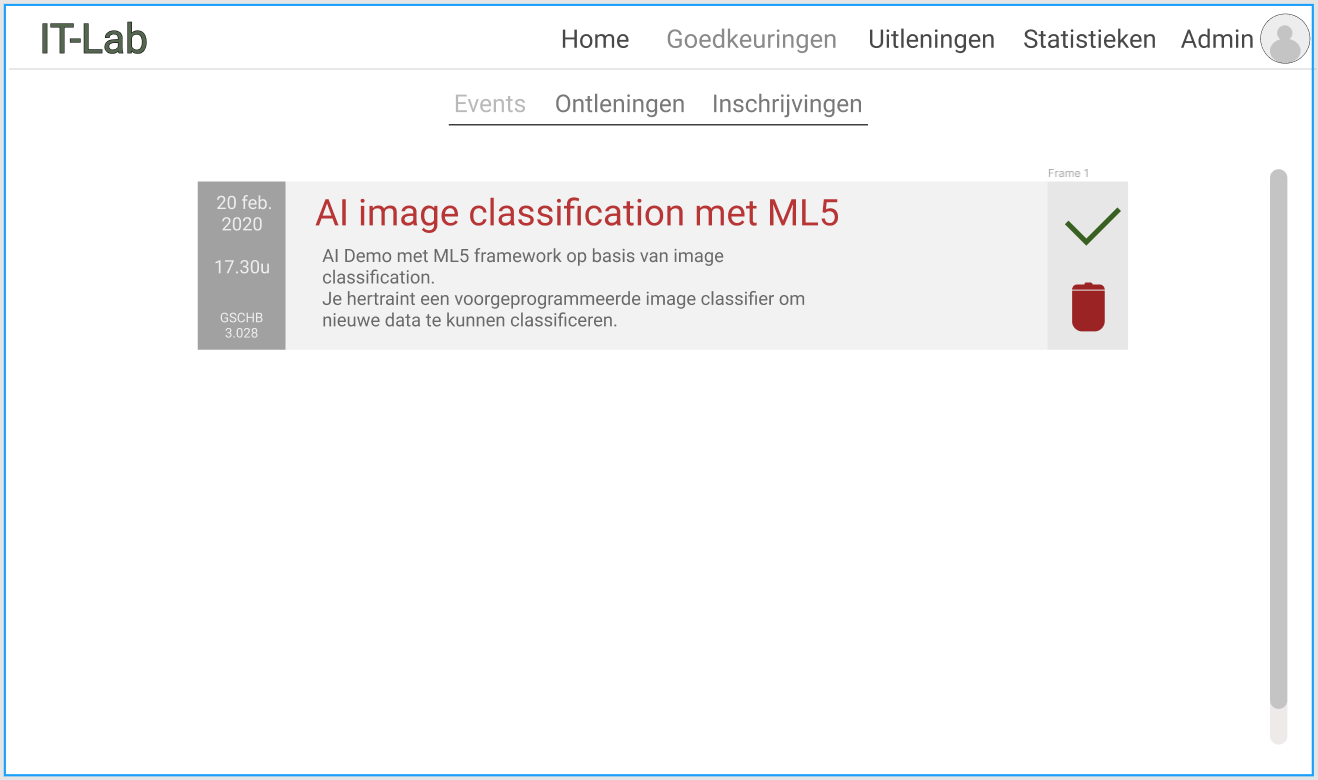 IT-Lab
Home Goedkeuringen Uitleningen Statistieken Admin
Events Ontleningen Inschrijvingen
Frame 1
20 feb.
2020
17.30u
GSCHB
3.028
AI image classification met ML5
AI Demo met ML5 framework op basis van image
classification.
Je hertraint een voorgeprogrammeerde image classifier om
nieuwe data te kunnen classificeren.